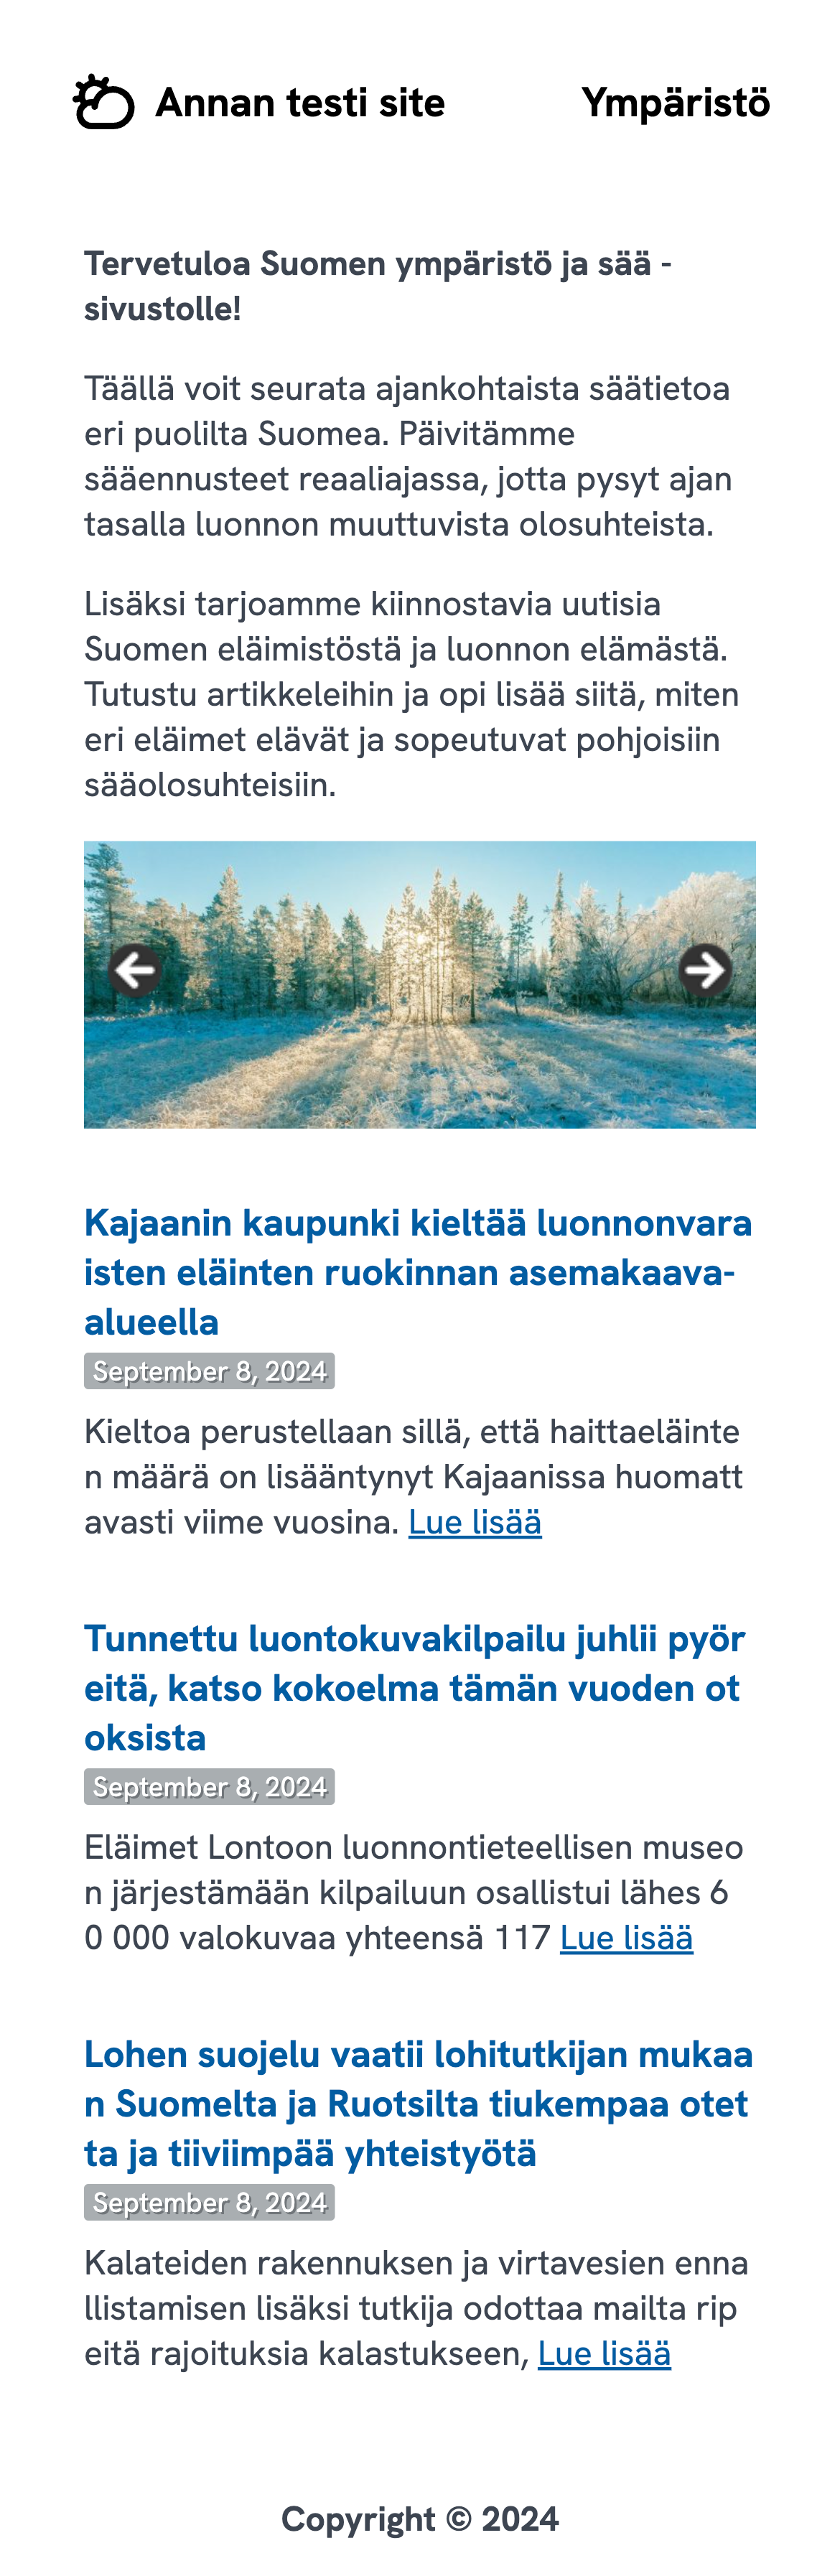 Annan testi site
Ympäristö
Tervetuloa Suomen ympäristö ja sää -
sivustolle!
Täällä voit seurata ajankohtaista säätietoa
eri puolilta Suomea. Päivitämme
sääennusteet reaaliajassa, jotta pysyt ajan
tasalla luonnon muuttuvista olosuhteista.
Lisäksi tarjoamme kiinnostavia uutisia
Suomen eläimistöstä ja luonnon elämästä.
Tutustu artikkeleihin ja opi lisää siitä, miten
eri eläimet elävät ja sopeutuvat pohjoisiin
sääolosuhteisiin.
Kajaanin kaupunki kieltää luonnonvara
isten eläinten ruokinnan asemakaava-
alueella
September 8, 2024
Kieltoa perustellaan sillä, että haittaeläinte
n määrä on lisääntynyt Kajaanissa huomatt
avasti viime vuosina. Lue lisää
Tunnettu luontokuvakilpailu juhlii pyör
eitä, katso kokoelma tämän vuoden ot
oksista
September 8, 2024
Eläimet Lontoon luonnontieteellisen museo
n järjestämään kilpailuun osallistui lähes 6
0 000 valokuvaa yhteensä 117 Lue lisää
Lohen suojelu vaatii lohitutkijan mukaa
n Suomelta ja Ruotsilta tiukempaa otet
ta ja tiiviimpää yhteistyötä
September 8, 2024
Kalateiden rakennuksen ja virtavesien enna
llistamisen lisäksi tutkija odottaa mailta rip
eitä rajoituksia kalastukseen, Lue lisää
Copyright © 2024